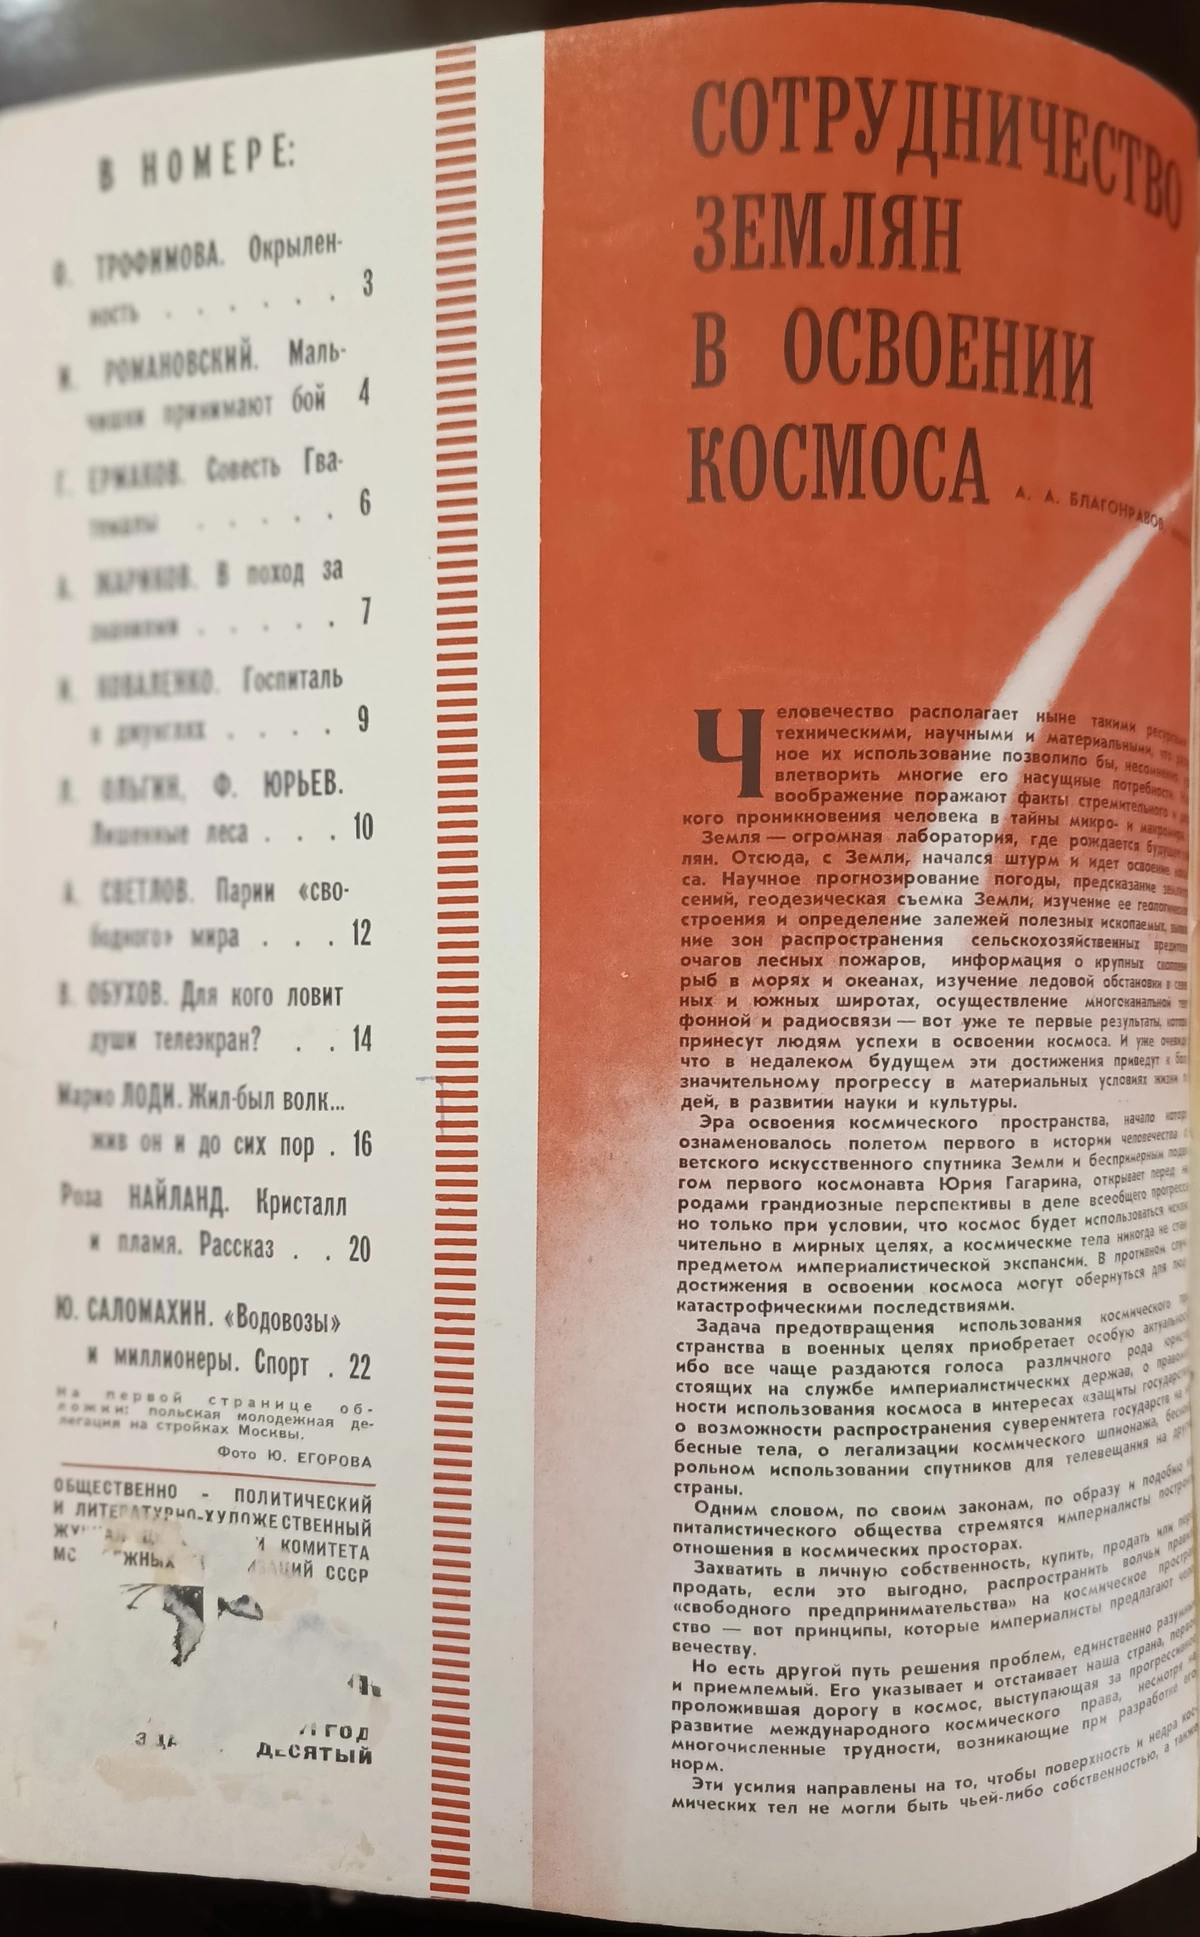 В НОМЕРЕ:
О. ТРОФИМОВА. Окрылен-
ность . . . . . . 3
И. РОМАНОВСКИЙ. Маль-
чишки принимают бой 4
Г. ЕРМАКОВ. Совесть Гва-
темалы . . . . . 6
А. ЖАРИКОВ. В поход за
знаниями . . . . . 7
И. КОВАЛЕНКО. Госпиталь
в джунглях . . . . 9
Л. ОЛЬГИН, Ф. ЮРЬЕВ.
Лишенные леса . . . 10
А. СВЕТЛОВ. Парии «сво-
бодного» мира . . . 12
В. ОБУХОВ. Для кого ловит
души телеэкран? . . 14
Марио ЛОДИ. Жил-был волк...
жив он и до сих пор . 16
Роза НАЙЛАНД. Кристалл
и пламя. Рассказ . . 20
Ю. САЛОМАХИН. «Водовозы»
и миллионеры. Спорт . 22
На первой странице об-
ложки: польская молодежная де-
легация на стройках Москвы.
Фото Ю. ЕГОРОВА
ОБЩЕСТВЕННО - ПОЛИТИЧЕСКИЙ
И ЛИТЕРАТУРНО-ХУДОЖЕСТВЕННЫЙ
КОМИТЕТА
СССР
ГОД
ДЕСЯТЫЙ
СОТРУДНИЧЕСТВО
ЗЕМЛЯН
В ОСВОЕНИИ
КОСМОСА
А. А. БЛАГОНРАВОВ,
Человечество располагает ныне такими
техническими, научными и материальными, что
ное их использование позволило бы,
влетворить многие его насущные потребности.
воображение поражают факты стремительного и
кого проникновения человека в тайны микро- и
Земля — огромная лаборатория, где рождается
лян. Отсюда, с Земли, начался штурм и идет освоение
са. Научное прогнозирование погоды, предсказание
сений, геодезическая съемка Земли, изучение ее
строения и определение залежей полезных ископаемых,
ние зон распространения сельскохозяйственных
очагов лесных пожаров, информация о крупных
рыб в морях и океанах, изучение ледовой обстановки в
ных и южных широтах, осуществление многоканальной
фонной и радиосвязи — вот уже те первые результаты,
принесут людям успехи в освоении космоса. И уже
что в недалеком будущем эти достижения приведут к
значительному прогрессу в материальных условиях жизни
дей, в развитии науки и культуры.
Эра освоения космического пространства, начало
ознаменовалось полетом первого в истории человечества
ветского искусственного спутника Земли и беспримерным
гом первого космонавта Юрия Гагарина, открывает перед
родами грандиозные перспективы в деле всеобщего
но только при условии, что космос будет использоваться
чительно в мирных целях, а космические тела никогда не
предметом империалистической экспансии. В противном
достижения в освоении космоса могут обернуться для
катастрофическими последствиями.
Задача предотвращения использования космического
странства в военных целях приобретает особую
ибо все чаще раздаются голоса различного рода
стоящих на службе империалистических держав, о
ности использования космоса в интересах «защиты
о возможности распространения суверенитета государств на
бесные тела, о легализации космического шпионажа,
рольном использовании спутников для телевещания на
страны.
Одним словом, по своим законам, по образу и подобию
питалистического общества стремятся империалисты
отношения в космических просторах.
Захватить в личную собственность, купить, продать или
продать, если это выгодно, распространить волчьи
«свободного предпринимательства» на космическое
ство — вот принципы, которые империалисты предлагают
вечеству.
Но есть другой путь решения проблем, единственно разумный
и приемлемый. Его указывает и отстаивает наша страна,
проложившая дорогу в космос, выступающая за прогрессивное
развитие международного космического права, несмотря на
многочисленные трудности, возникающие при разработке его
норм.
Эти усилия направлены на то, чтобы поверхность и недра кос-
мических тел не могли быть чьей-либо собственностью, а также